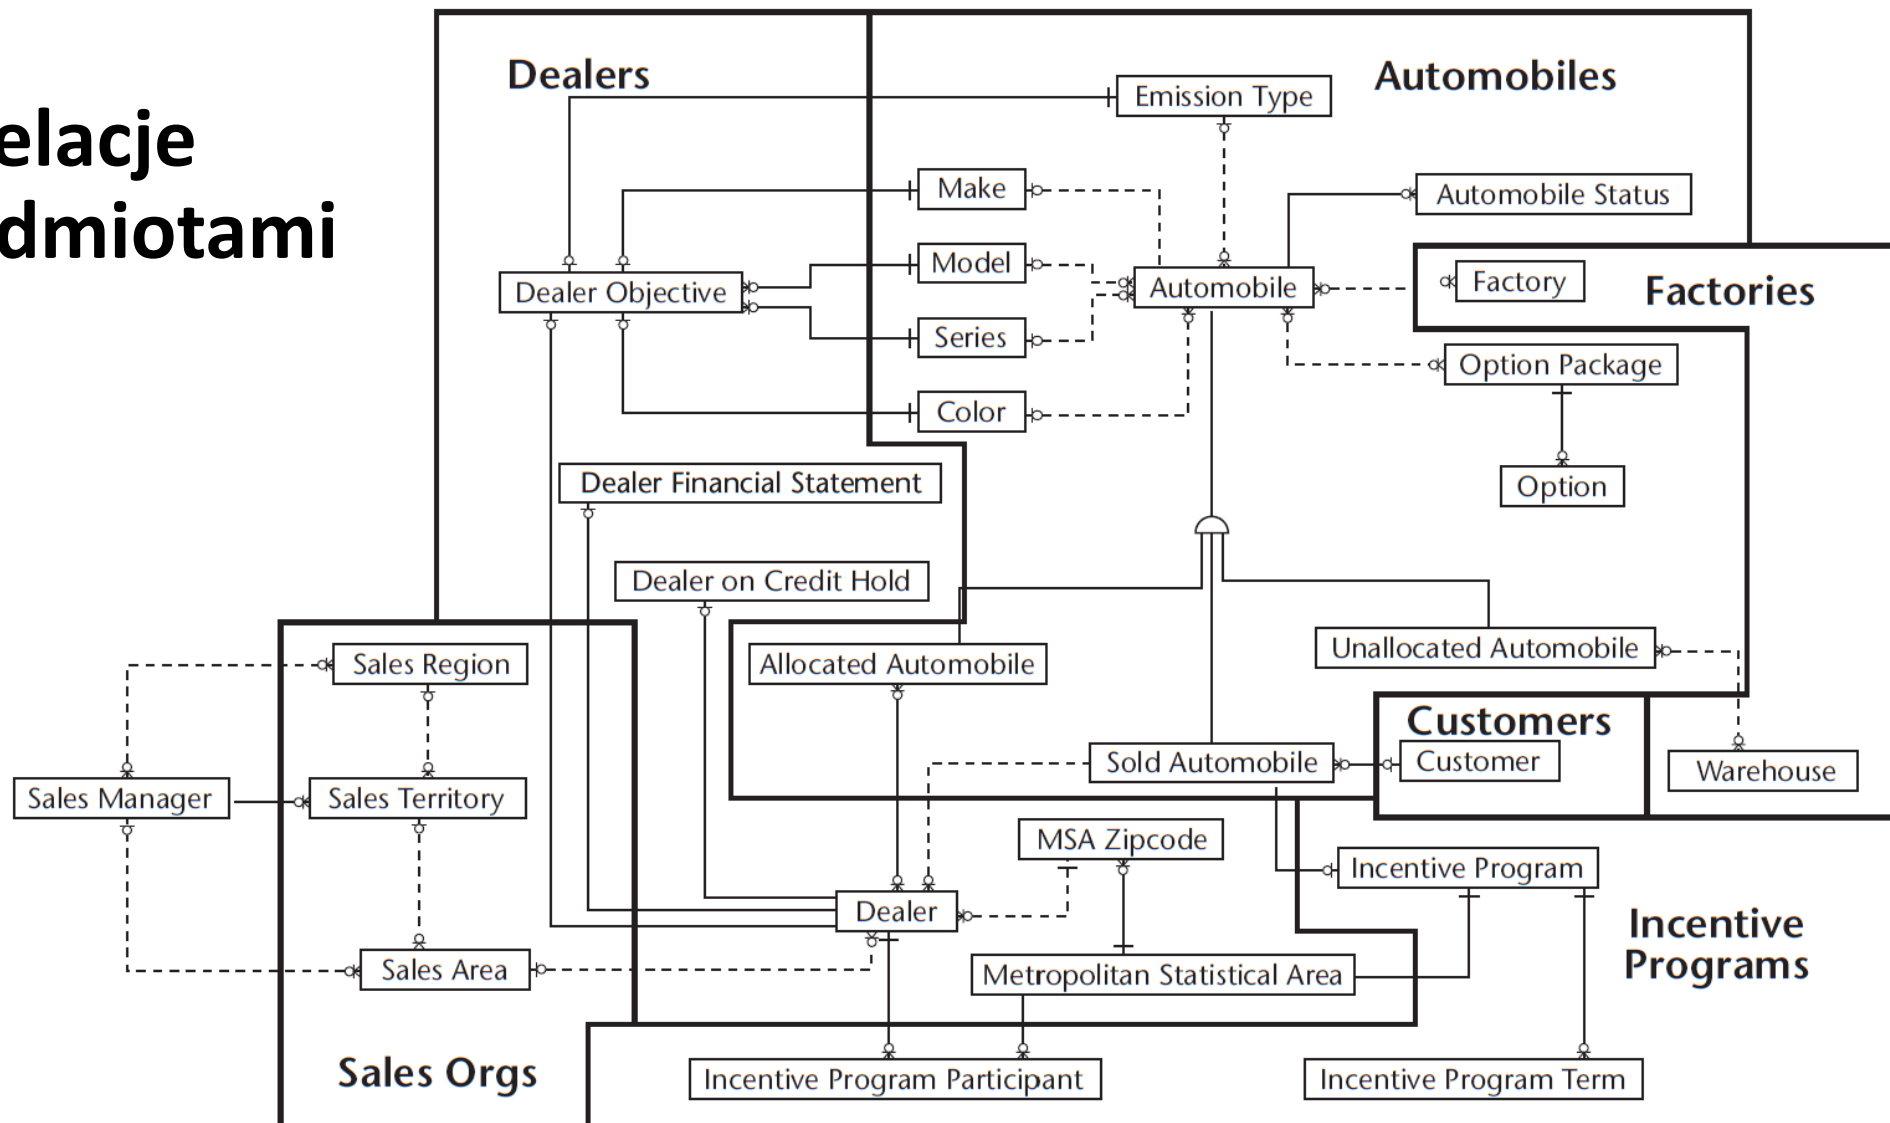 elacje
dmiotami
Dealers
Automobiles
Emission Type
Make
Automobile Status
Model
Dealer Objective
Automobile
Factory
Factories
Series
Option Package
Color
Dealer Financial Statement
Option
Dealer on Credit Hold
Sales Region
Allocated Automobile
Unallocated Automobile
Customers
Sold Automobile
Customer
Warehouse
Sales Manager
Sales Territory
MSA Zipcode
Incentive Program
Dealer
Incentive
Programs
Sales Area
Metropolitan Statistical Area
Sales Orgs
Incentive Program Participant
Incentive Program Term